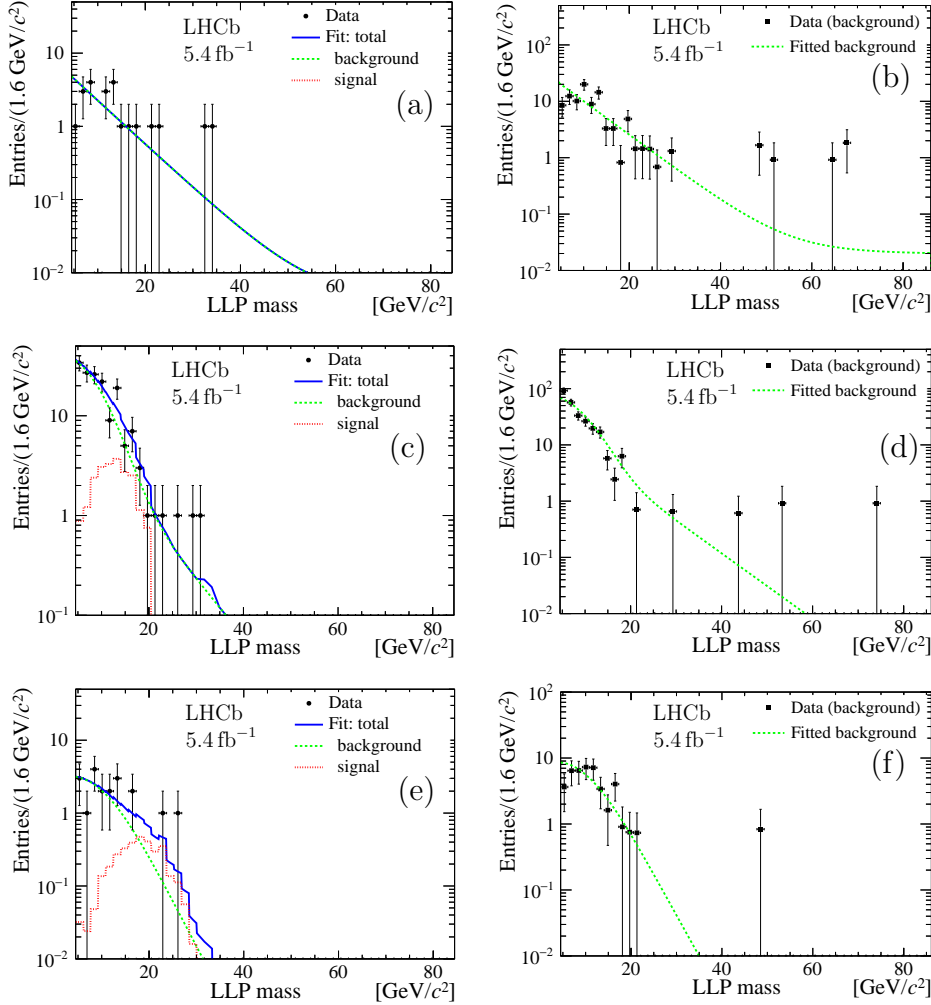 Entries/(1.6 GeV/c²)
10
1
10⁻¹
10⁻²
LHCb
5.4 fb⁻¹
Data
Fit: total
background
signal
(a)
20 40 60 80
LLP mass [GeV/c²]
Entries/(1.6 GeV/c²)
10²
10
1
10⁻¹
10⁻²
LHCb
5.4 fb⁻¹
Data (background)
Fitted background
(b)
20 40 60 80
LLP mass [GeV/c²]
Entries/(1.6 GeV/c²)
10
1
10⁻¹
LHCb
5.4 fb⁻¹
Data
Fit: total
background
signal
(c)
20 40 60 80
LLP mass [GeV/c²]
Entries/(1.6 GeV/c²)
10²
10
1
10⁻¹
10⁻²
LHCb
5.4 fb⁻¹
Data (background)
Fitted background
(d)
20 40 60 80
LLP mass [GeV/c²]
Entries/(1.6 GeV/c²)
10
1
10⁻¹
10⁻²
LHCb
5.4 fb⁻¹
Data
Fit: total
background
signal
(e)
20 40 60 80
LLP mass [GeV/c²]
Entries/(1.6 GeV/c²)
10²
10
1
10⁻¹
10⁻²
LHCb
5.4 fb⁻¹
Data (background)
Fitted background
(f)
20 40 60 80
LLP mass [GeV/c²]